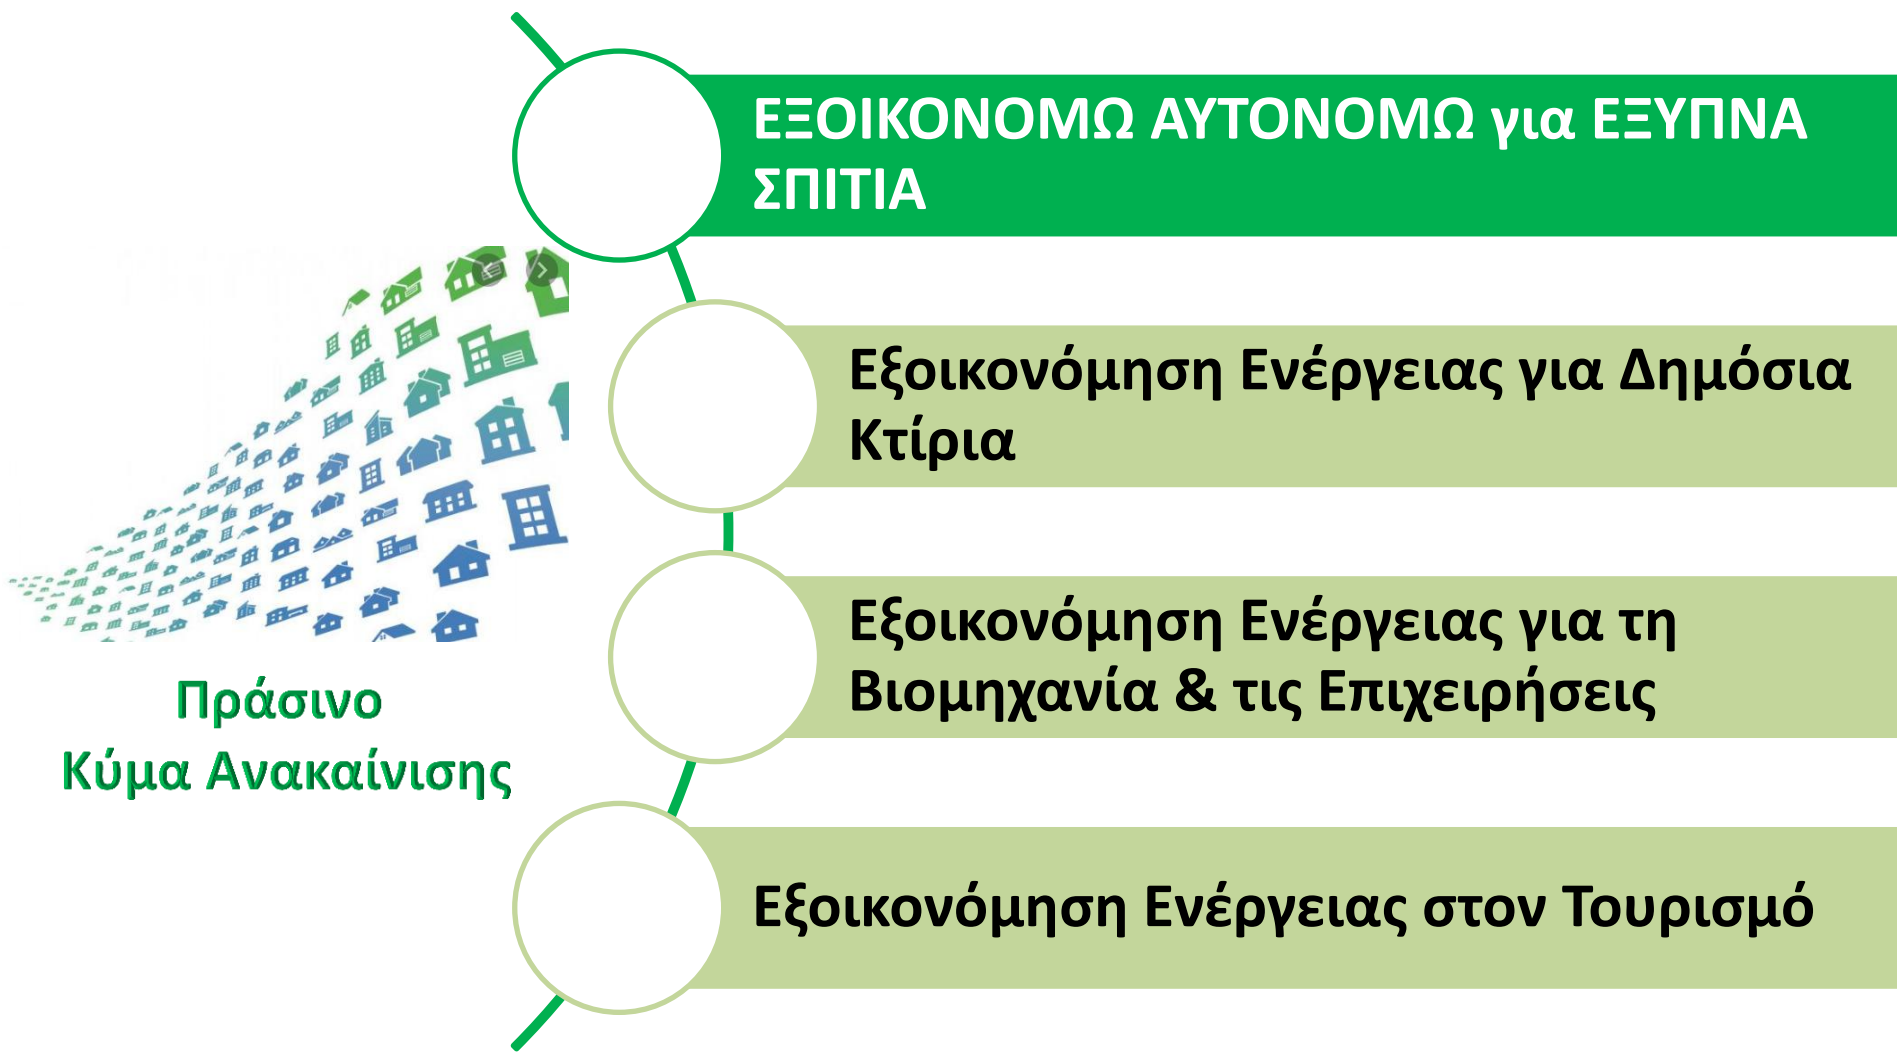 ΕΞΟΙΚΟΝΟΜΩ ΑΥΤΟΝΟΜΩ για ΕΞΥΠΝΑ
ΣΠΙΤΙΑ
Εξοικονόμηση Ενέργειας για Δημόσια
Κτίρια
Εξοικονόμηση Ενέργειας για τη
Βιομηχανία & τις Επιχειρήσεις
Εξοικονόμηση Ενέργειας στον Τουρισμό
Πράσινο
Κύμα Ανακαίνισης